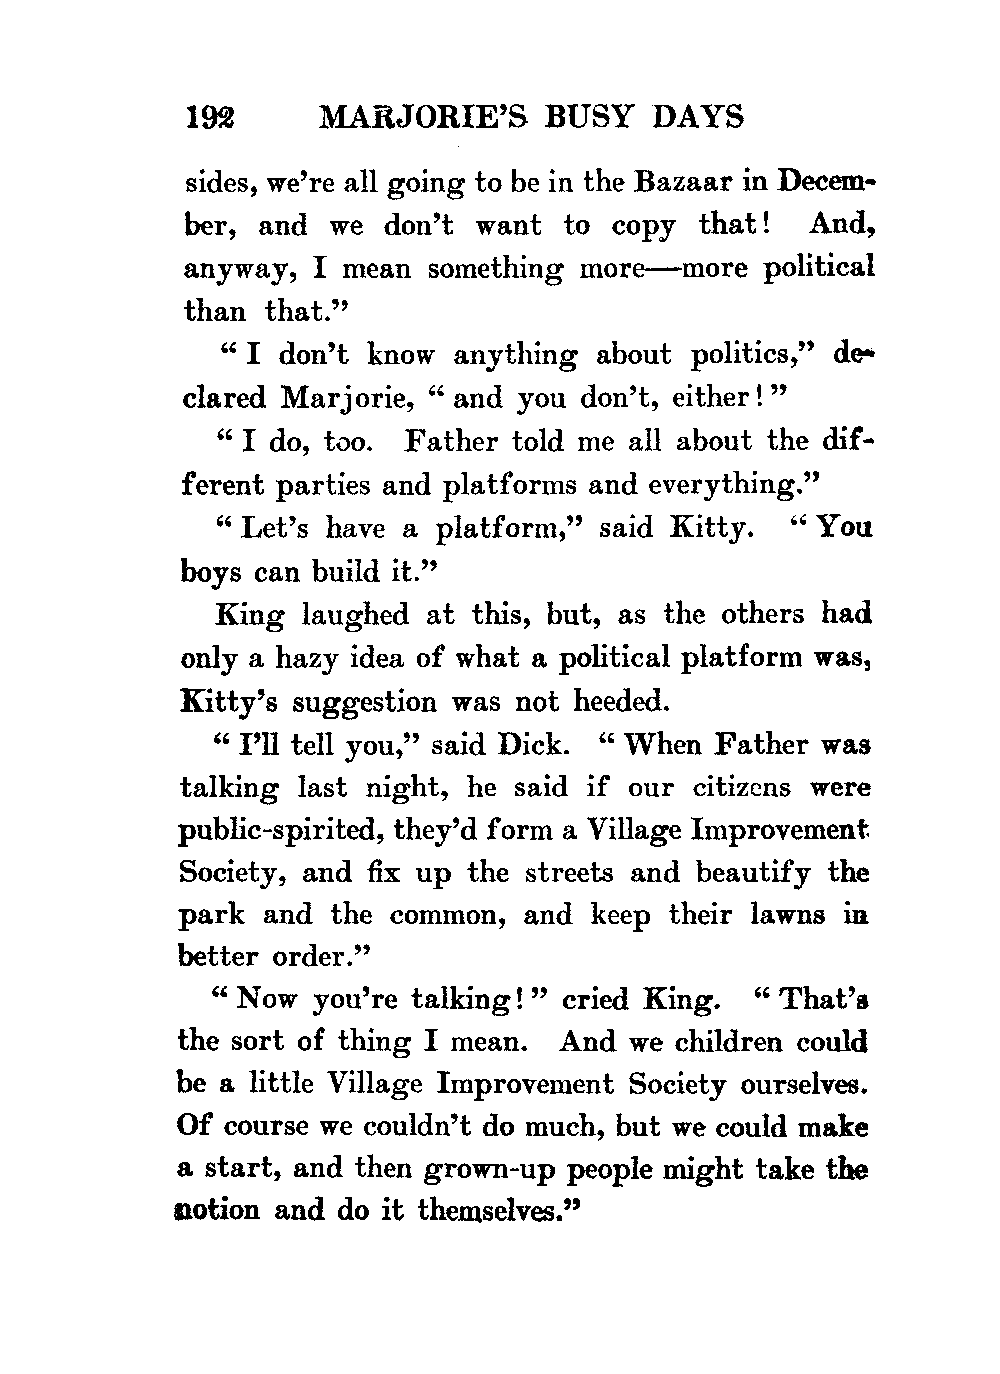 192 MARJORIE'S BUSY DAYS
sides, we're all going to be in the Bazaar in Decem-
ber, and we don't want to copy that! And,
anyway, I mean something more—more political
than that."
" I don't know anything about politics," de-
clared Marjorie, " and you don't, either! "
" I do, too. Father told me all about the dif-
ferent parties and platforms and everything."
" Let's have a platform," said Kitty. " You
boys can build it."
King laughed at this, but, as the others had
only a hazy idea of what a political platform was,
Kitty's suggestion was not heeded.
" I'll tell you," said Dick. " When Father was
talking last night, he said if our citizens were
public-spirited, they'd form a Village Improvement
Society, and fix up the streets and beautify the
park and the common, and keep their lawns in
better order."
" Now you're talking! " cried King. " That's
the sort of thing I mean. And we children could
be a little Village Improvement Society ourselves.
Of course we couldn't do much, but we could make
a start, and then grown-up people might take the
notion and do it themselves."